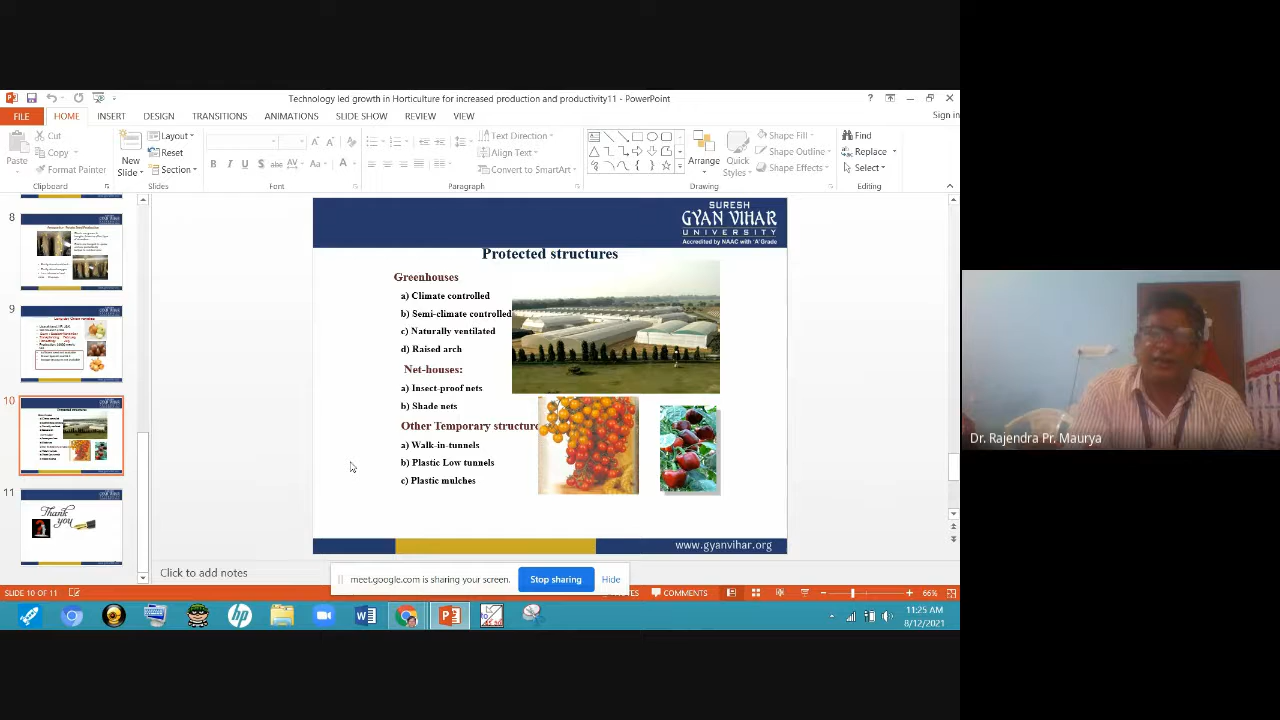 Technology led growth in Horticulture for increased production and productivity11 - PowerPoint
Sign in
FILE HOME INSERT DESIGN TRANSITIONS ANIMATIONS SLIDE SHOW REVIEW VIEW
Paste
Cut
Copy
Format Painter
Clipboard
New
Slide
Layout
Reset
Section
Slides
Font
Text Direction
Align Text
Convert to SmartArt
Paragraph
Arrange
Quick
Styles
Shape Fill
Shape Outline
Shape Effects
Drawing
Find
Replace
Select
Editing
8
9
10
11
Thank
you
SURESH
GYAN VIHAR
UNIVERSITY
Accredited by NAAC with 'A' Grade
Protected structures
Greenhouses
a) Climate controlled
b) Semi-climate controlled
c) Naturally ventilated
d) Raised arch
Net-houses:
a) Insect-proof nets
b) Shade nets
Other Temporary structure
a) Walk-in-tunnels
b) Plastic Low tunnels
c) Plastic mulches
www.gyanvihar.org
Click to add notes
meet.google.com is sharing your screen.
Stop sharing
Hide
SLIDE 10 OF 11
COMMENTS
66%
11:25 AM
8/12/2021
Dr. Rajendra Pr. Maurya